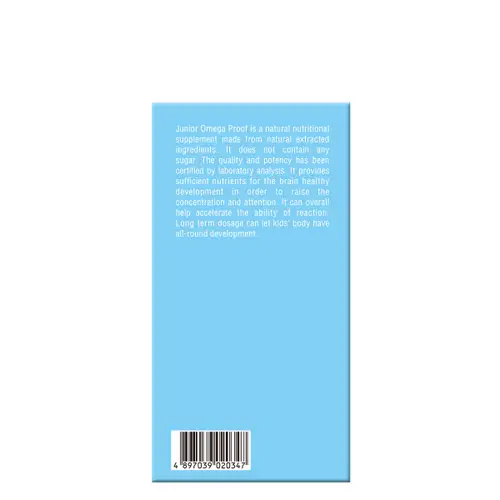 Junior Omega Proof is a natural nutritional
supplement made from natural extracted
ingredients. It does not contain any
sugar. The quality and potency has been
certified by laboratory analysis. It provides
sufficient nutrients for the brain healthy
development in order to raise the
concentration and attention. It can overall
help accelerate the ability of reaction.
Long term dosage can let kids' body have
all-round development.
4 897039 020347